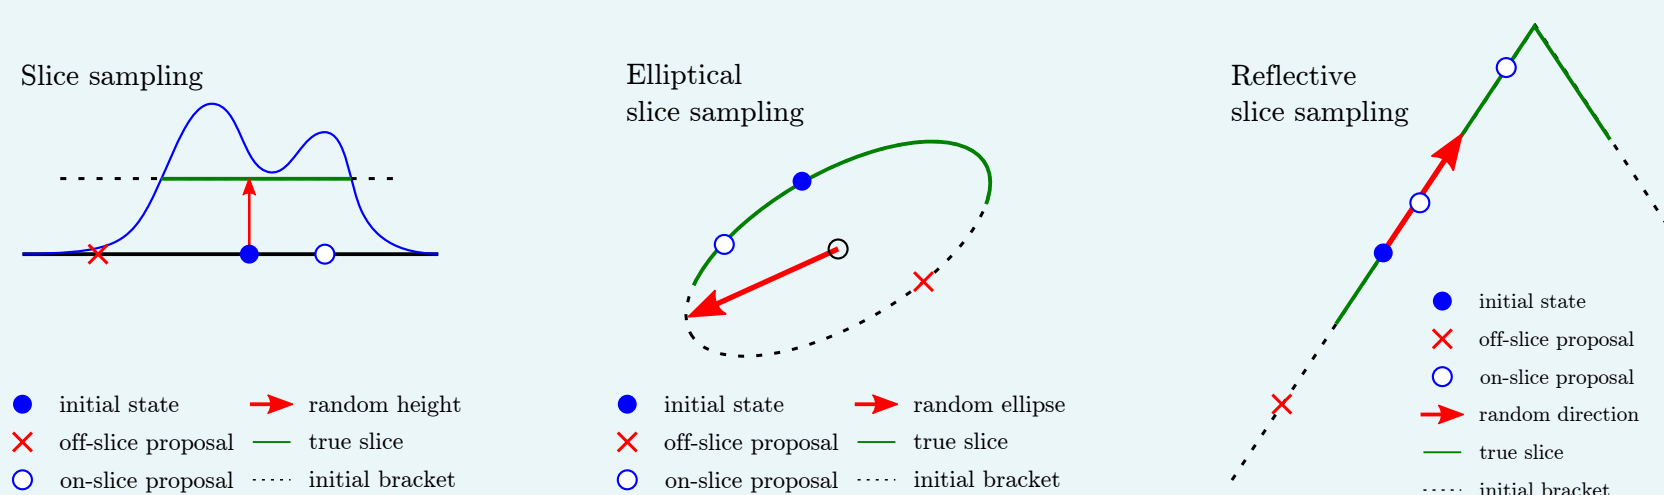 Slice sampling
initial state
random height
off-slice proposal
true slice
on-slice proposal
initial bracket
Elliptical
slice sampling
initial state
random ellipse
off-slice proposal
true slice
on-slice proposal
initial bracket
Reflective
slice sampling
initial state
off-slice proposal
on-slice proposal
random direction
true slice
initial bracket